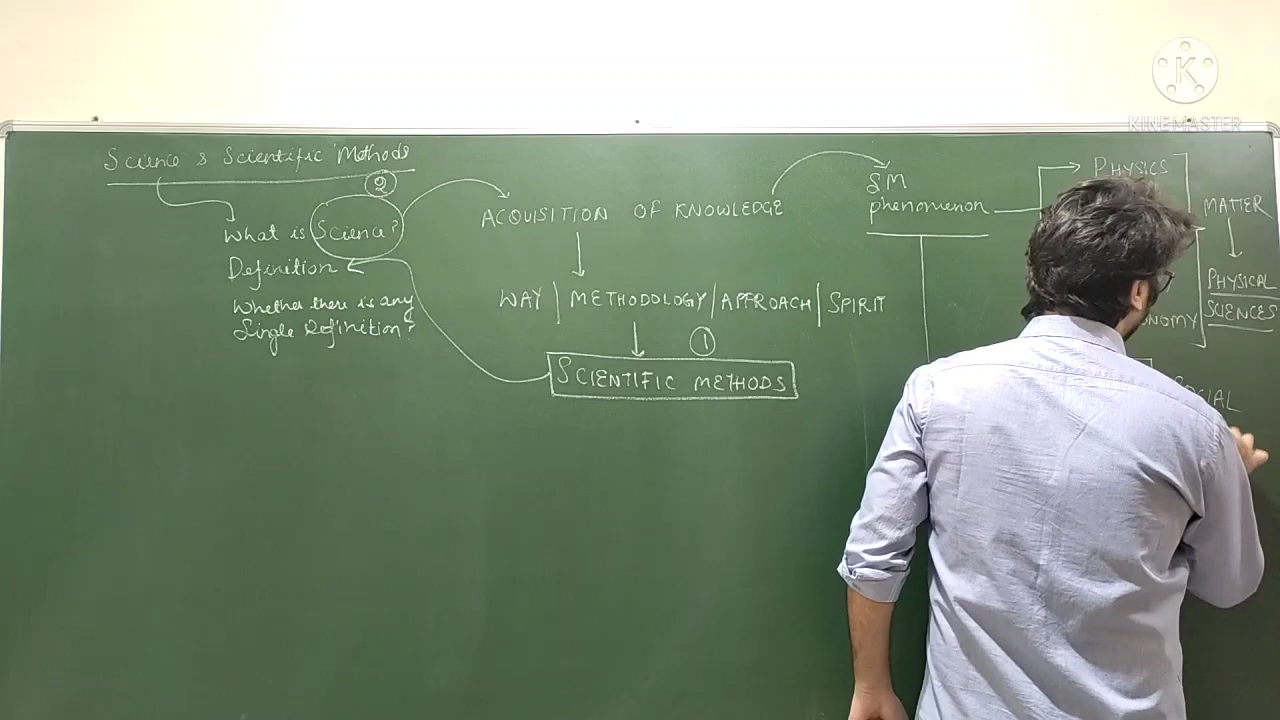 KINEMASTER
Science & Scientific Methods
②
What is Science?
Definition
Whether there is any
Single Definition?
ACQUISITION OF KNOWLEDGE
WAY | METHODOLOGY | APPROACH | SPIRIT
①
SCIENTIFIC METHODS
phenomenon
PHYSICS
MATTER
PHYSICAL
SCIENCES
NOMY